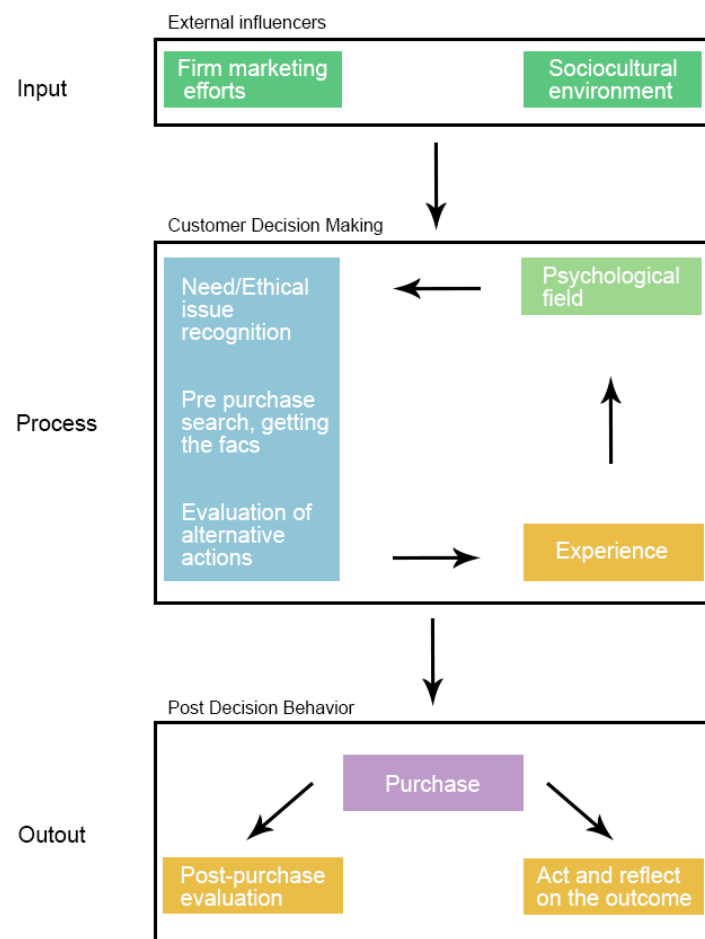 External influencers
Input
Firm marketing
efforts
Sociocultural
environment
Customer Decision Making
Process
Need/Ethical
issue
recognition
Pre purchase
search, getting
the facs
Evaluation of
alternative
actions
Psychological
field
Experience
Post Decision Behavior
Outout
Purchase
Post-purchase
evaluation
Act and reflect
on the outcome